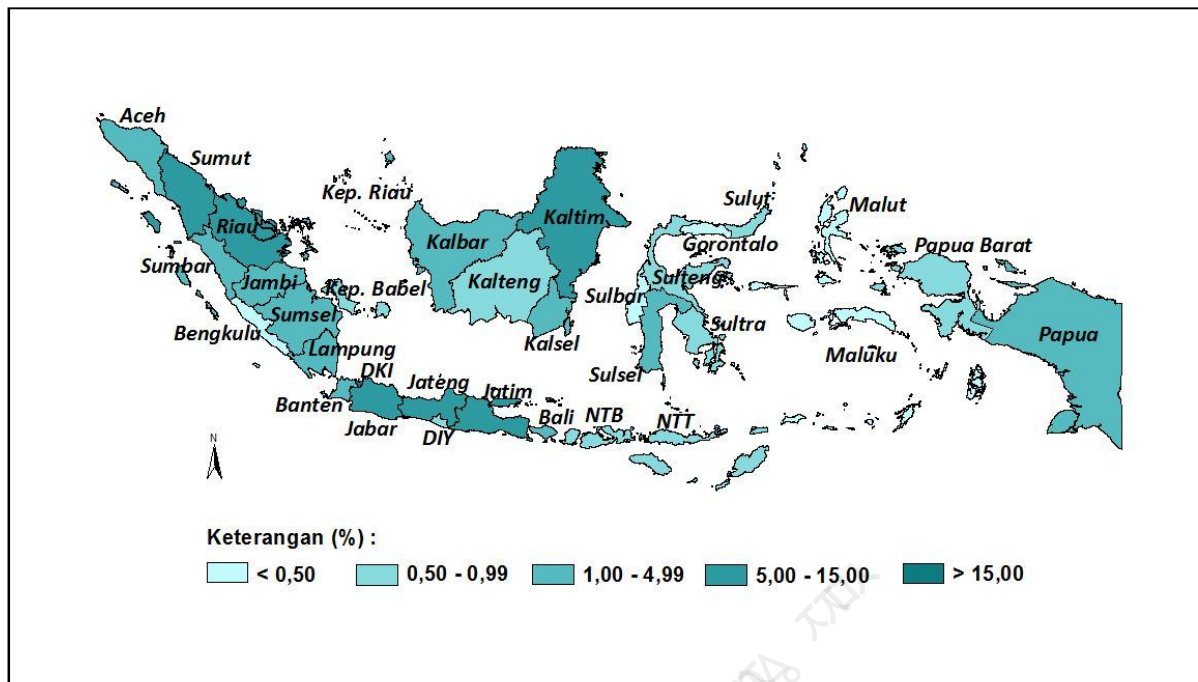 Aceh
Sumut
Kep. Riau
Riau
Sumbar
Jambi
Kep. Babel
Sumsel
Bengkulu
Lampung
Kalbar
Kaltim
Kalteng
Kalsel
Sulut
Gorontalo
Sulteng
Sulbar
Sultra
Sulsel
Malut
Maluku
Papua Barat
Papua
DKI
Banten
Jabar
Jateng
DIY
Jatim
Bali
NTB
NTT
N
Keterangan (%) :
< 0,50
0,50 - 0,99
1,00 - 4,99
5,00 - 15,00
> 15,00